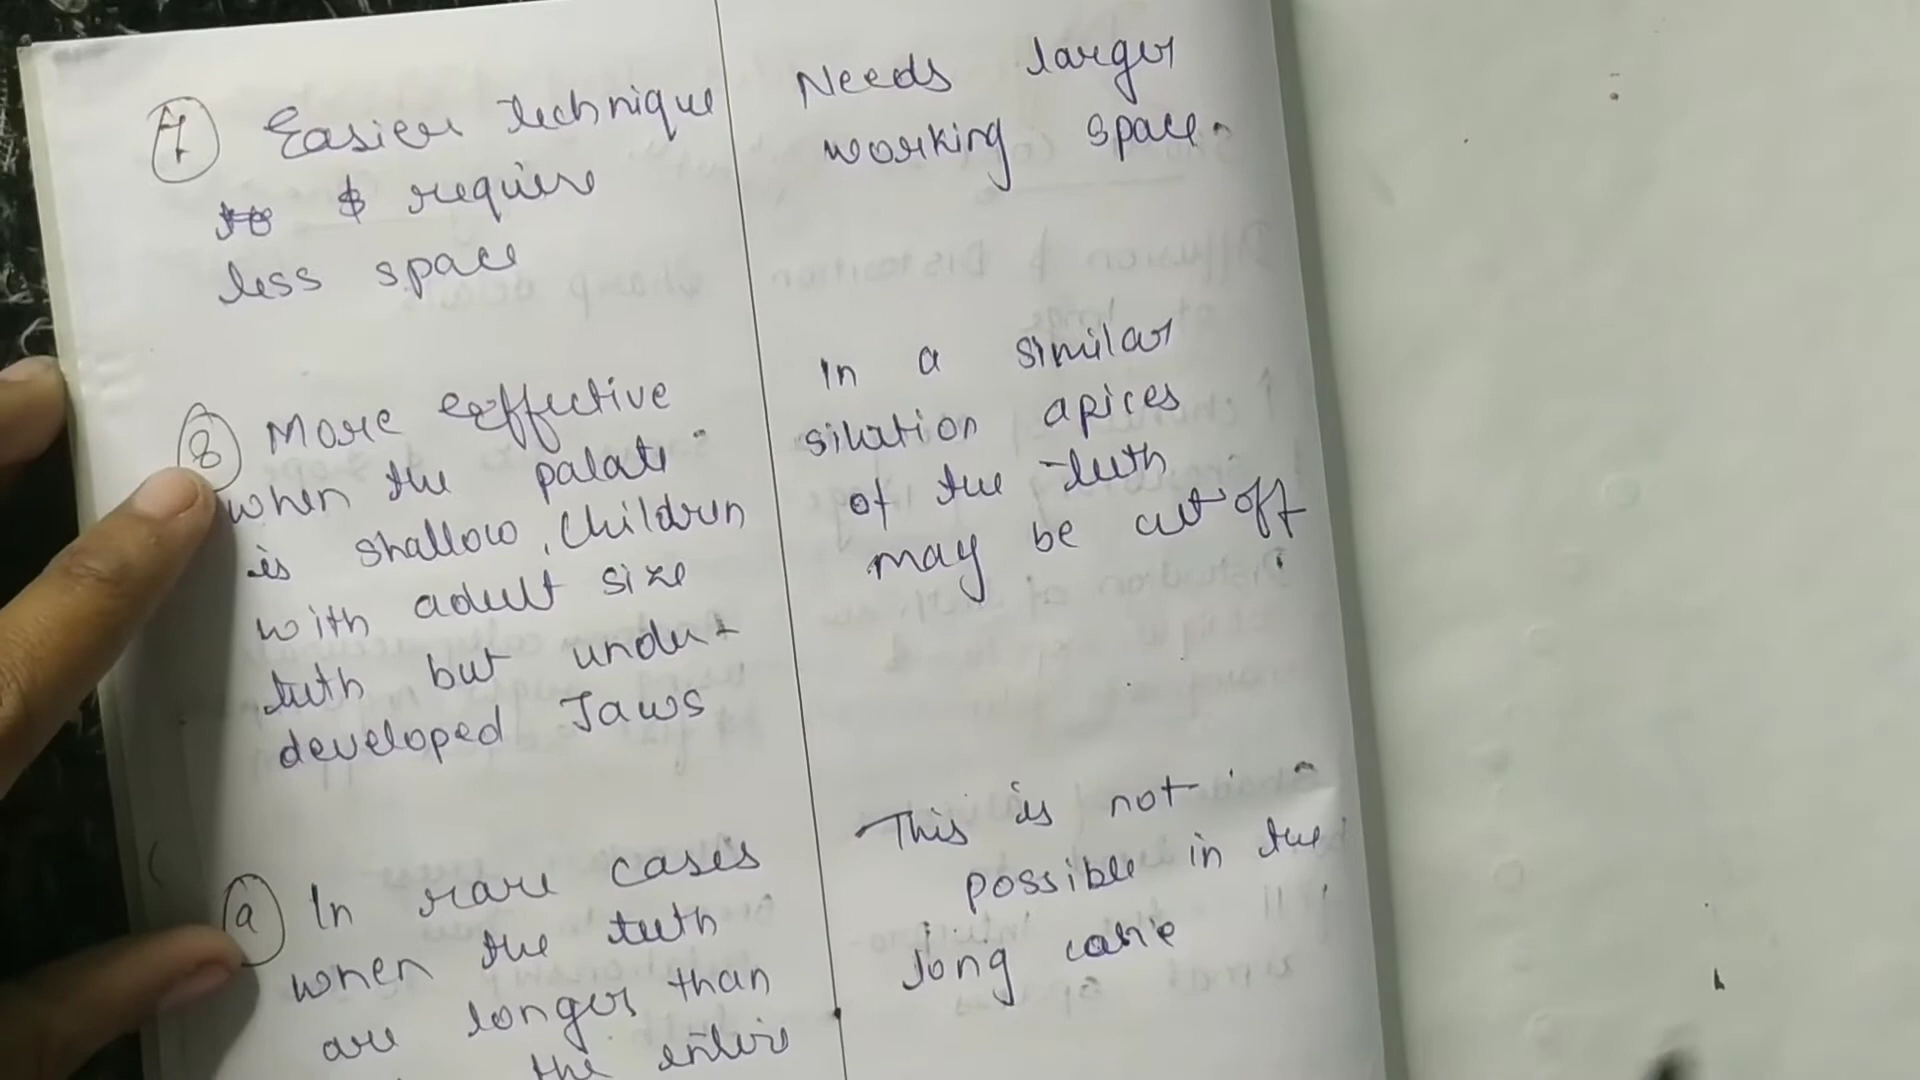 7 Easier technique
& require
less space
Needs larger
working space.
8 More effective
when the palate
is shallow, children
with adult size
teeth but under
developed Jaws
In a similar
situation apices
of the teeth
may be cut off
9 In rare cases
when the teeth
are longer than
the entire
This is not
possible in the
long cone